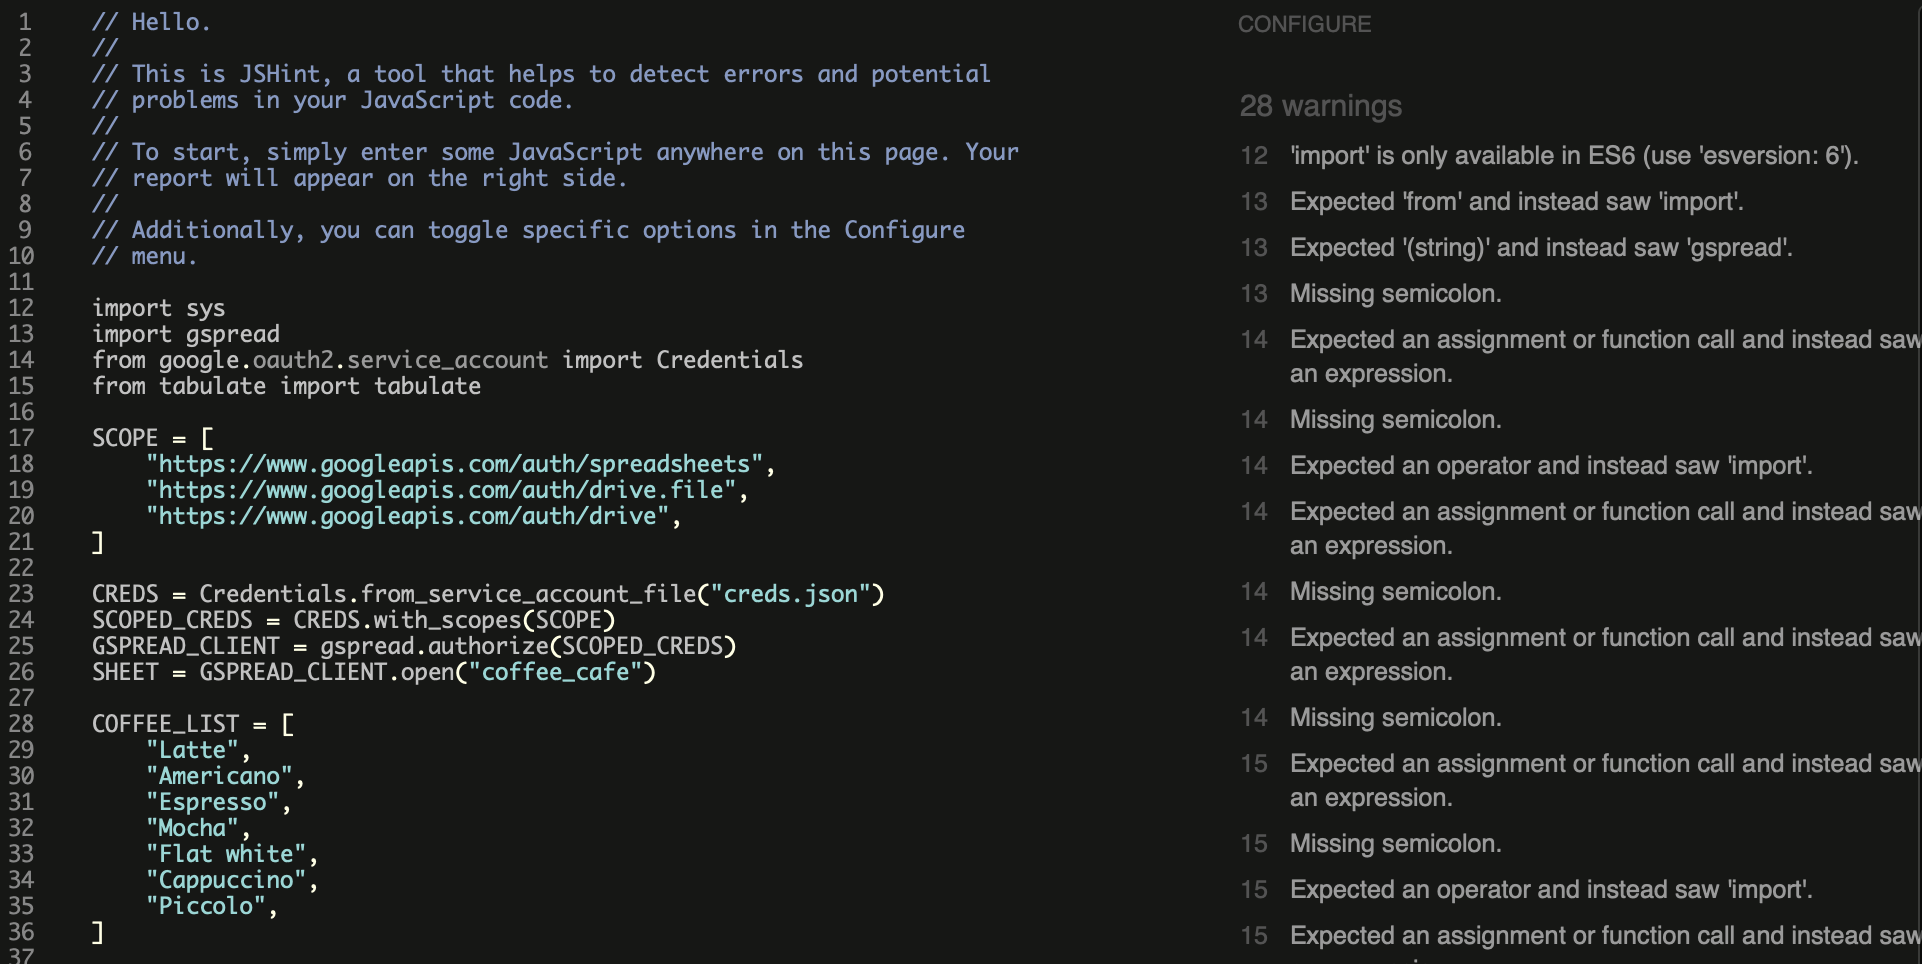 1 // Hello.
2 //
3 // This is JSHint, a tool that helps to detect errors and potential
4 // problems in your JavaScript code.
5 //
6 // To start, simply enter some JavaScript anywhere on this page. Your
7 // report will appear on the right side.
8 //
9 // Additionally, you can toggle specific options in the Configure
10 // menu.
11
12 import sys
13 import gspread
14 from google.oauth2.service_account import Credentials
15 from tabulate import tabulate
16
17 SCOPE = [
18 "https://www.googleapis.com/auth/spreadsheets",
19 "https://www.googleapis.com/auth/drive.file",
20 "https://www.googleapis.com/auth/drive",
21 ]
22
23 CREDS = Credentials.from_service_account_file("creds.json")
24 SCOPED_CREDS = CREDS.with_scopes(SCOPE)
25 GSPREAD_CLIENT = gspread.authorize(SCOPED_CREDS)
26 SHEET = GSPREAD_CLIENT.open("coffee_cafe")
27
28 COFFEE_LIST = [
29 "Latte",
30 "Americano",
31 "Espresso",
32 "Mocha",
33 "Flat white",
34 "Cappuccino",
35 "Piccolo",
36 ]
37
CONFIGURE
28 warnings
12 'import' is only available in ES6 (use 'esversion: 6').
13 Expected 'from' and instead saw 'import'.
13 Expected '(string)' and instead saw 'gspread'.
13 Missing semicolon.
14 Expected an assignment or function call and instead saw
an expression.
14 Missing semicolon.
14 Expected an operator and instead saw 'import'.
14 Expected an assignment or function call and instead saw
an expression.
14 Missing semicolon.
14 Expected an assignment or function call and instead saw
an expression.
14 Missing semicolon.
15 Expected an assignment or function call and instead saw
an expression.
15 Missing semicolon.
15 Expected an operator and instead saw 'import'.
15 Expected an assignment or function call and instead saw